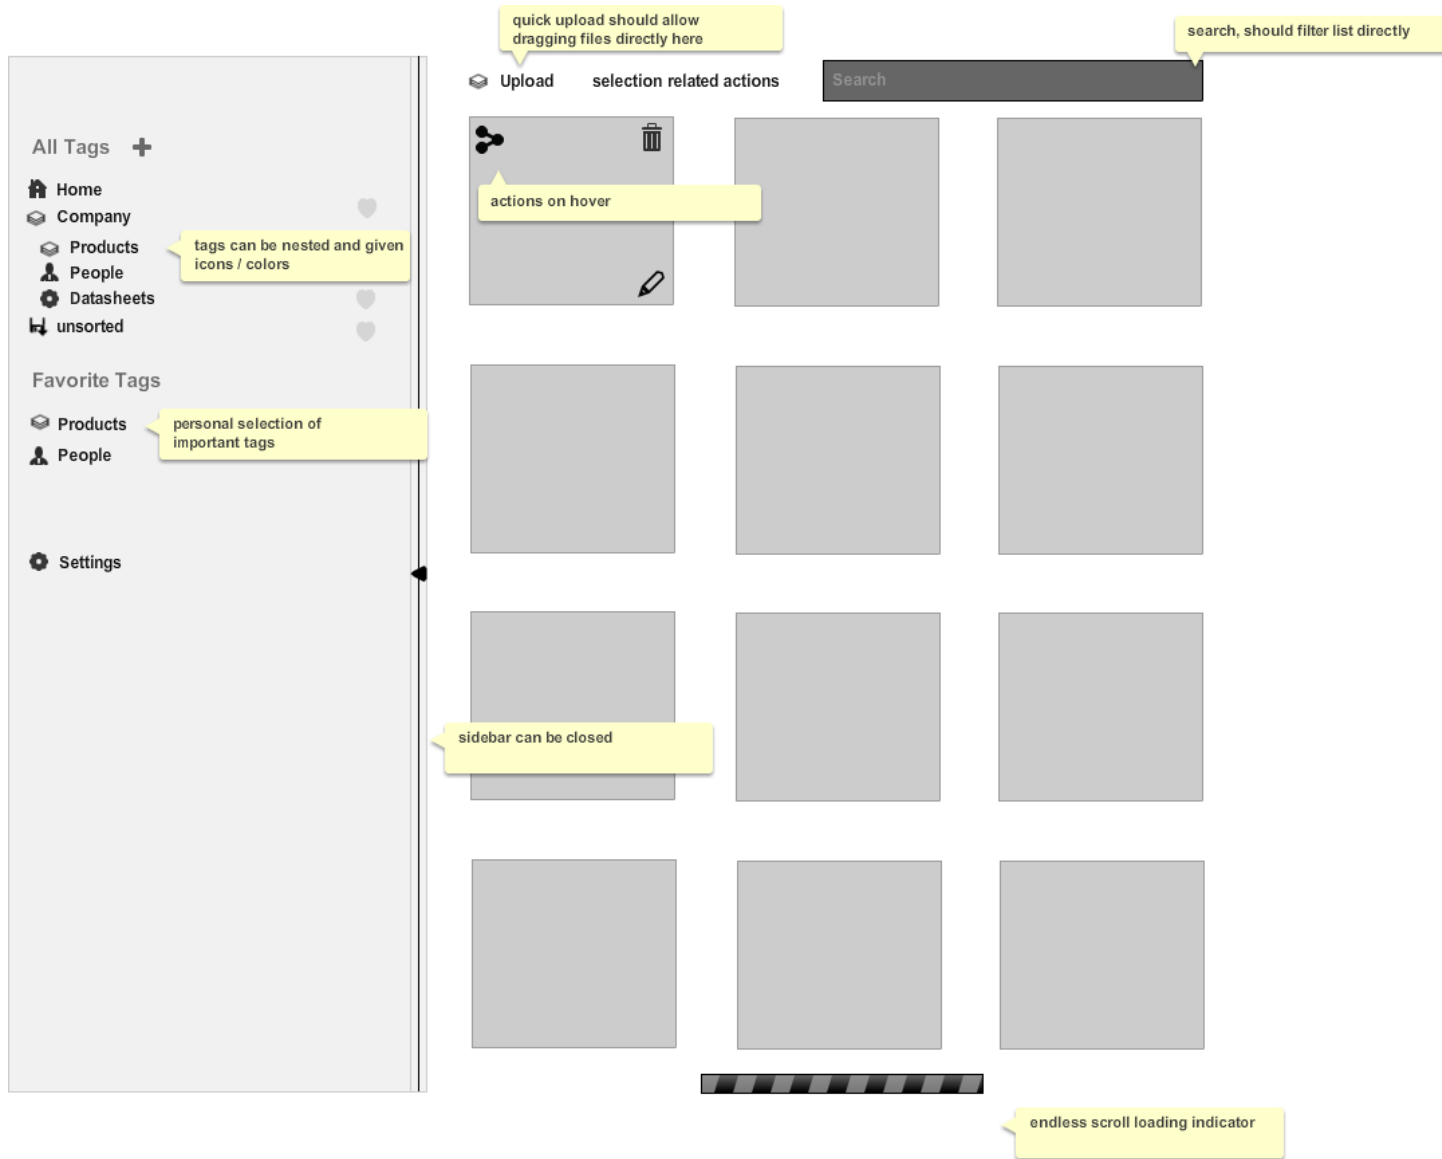 quick upload should allow
dragging files directly here
search, should filter list directly
Upload
selection related actions
Search
All Tags
Home
Company
Products
tags can be nested and given
icons / colors
People
Datasheets
unsorted
actions on hover
Favorite Tags
Products
personal selection of
important tags
People
Settings
sidebar can be closed
endless scroll loading indicator